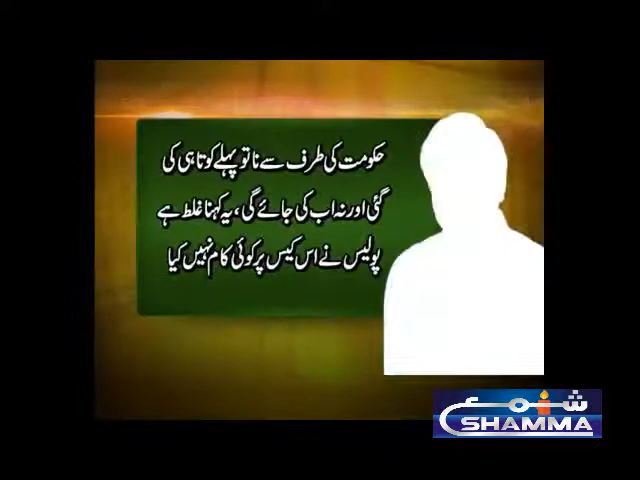 حکومت کی طرف سے نا تو پہلے کوتاہی کی
گئی اور نہ اب کی جائے گی، یہ کہنا غلط ہے
پولیس نے اس کیس پر کوئی کام نہیں کیا
شمع
SHAMMA